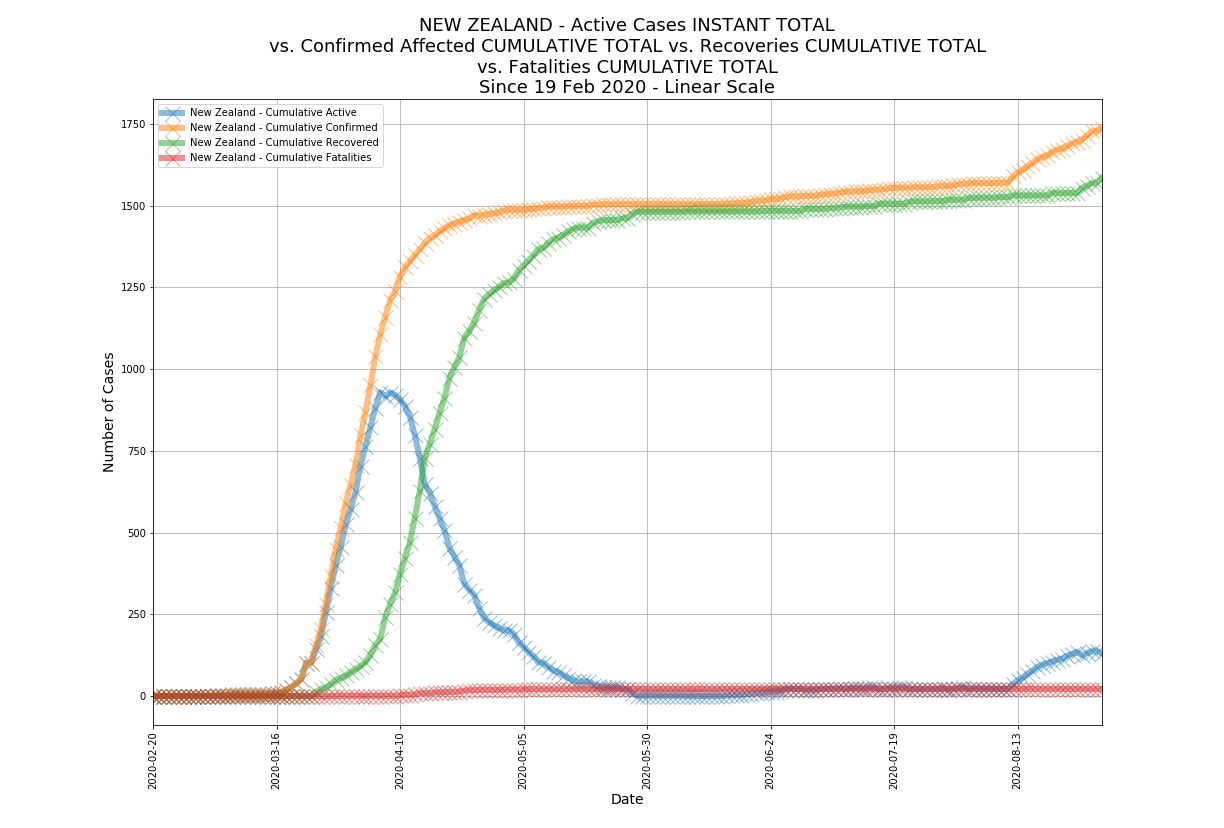 NEW ZEALAND - Active Cases INSTANT TOTAL
vs. Confirmed Affected CUMULATIVE TOTAL vs. Recoveries CUMULATIVE TOTAL
vs. Fatalities CUMULATIVE TOTAL
Since 19 Feb 2020 - Linear Scale
New Zealand - Cumulative Active
New Zealand - Cumulative Confirmed
New Zealand - Cumulative Recovered
New Zealand - Cumulative Fatalities
1750
1500
1250
1000
750
500
250
0
Number of Cases
2020-02-20
2020-03-16
2020-04-10
2020-05-05
2020-05-30
2020-06-24
2020-07-19
2020-08-13
Date